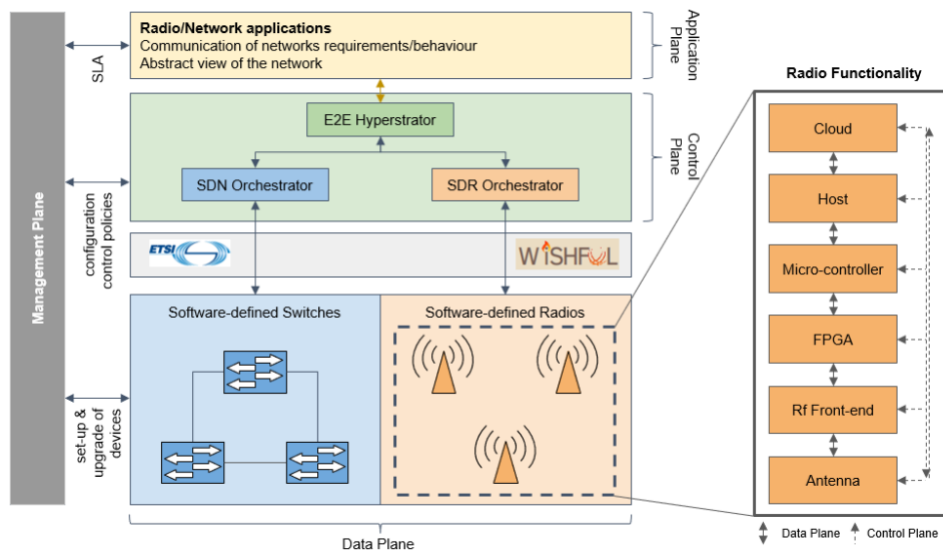 Radio/Network applications
Communication of networks requirements/behaviour
Abstract view of the network
SLA
Application
Plane
E2E Hyperstrator
SDN Orchestrator
SDR Orchestrator
Control
Plane
configuration
control policies
Management Plane
ETSI
WiSHFUL
Software-defined Switches
Software-defined Radios
set-up &
upgrade of
devices
Data Plane
Radio Functionality
Cloud
Host
Micro-controller
FPGA
Rf Front-end
Antenna
Data Plane
Control Plane